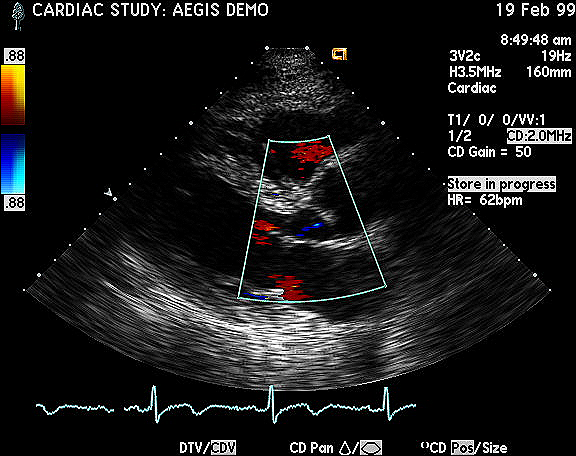 CARDIAC STUDY: AEGIS DEMO
19 Feb 99
8:49:48 am
3V2c 19Hz
H3.5MHz 160mm
Cardiac
.88
.88
T1/ 0/ 0/VV:1
1/2 CD:2.0MHz
CD Gain = 50
Store in progress
HR= 62bpm
DTV/CDV CD Pan △/ °CD Pos/Size